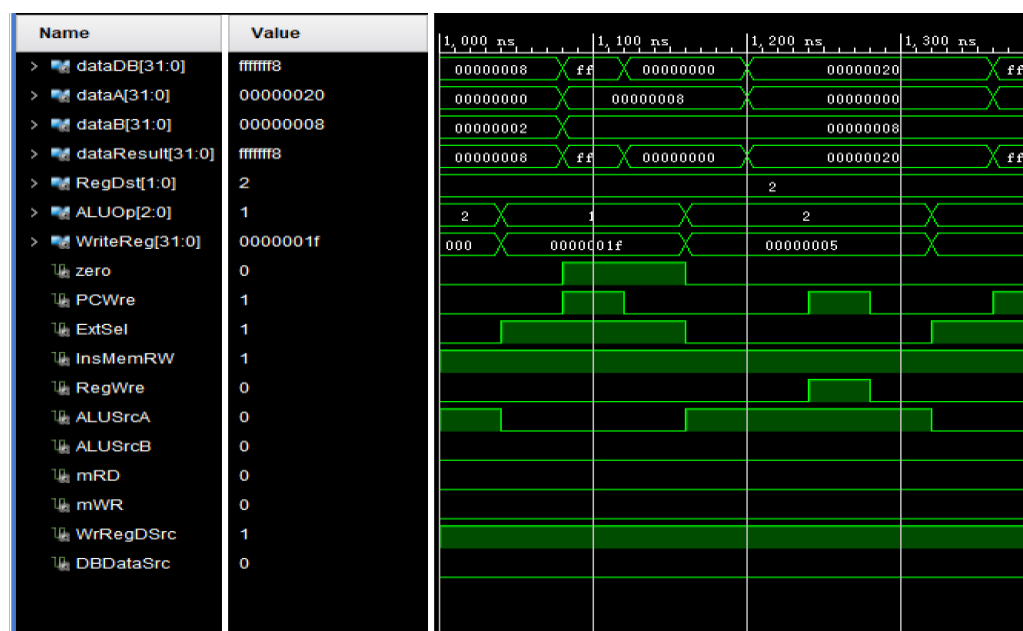 Name Value
1,000 ns 1,100 ns 1,200 ns 1,300 ns
> dataDB[31:0] fffffff8 00000008 ff 00000000 00000020 ff
> dataA[31:0] 00000020 00000000 00000008 00000000
> dataB[31:0] 00000008 00000002 00000008
> dataResult[31:0] fffffff8 00000008 ff 00000000 00000020 ff
> RegDst[1:0] 2 2
> ALUOp[2:0] 1 2 1 2
> WriteReg[31:0] 0000001f 000 0000001f 00000005
zero 0
PCWre 1
ExtSel 1
InsMemRW 1
RegWre 0
ALUSrcA 0
ALUSrcB 0
mRD 0
mWR 0
WrRegDSrc 1
DBDataSrc 0